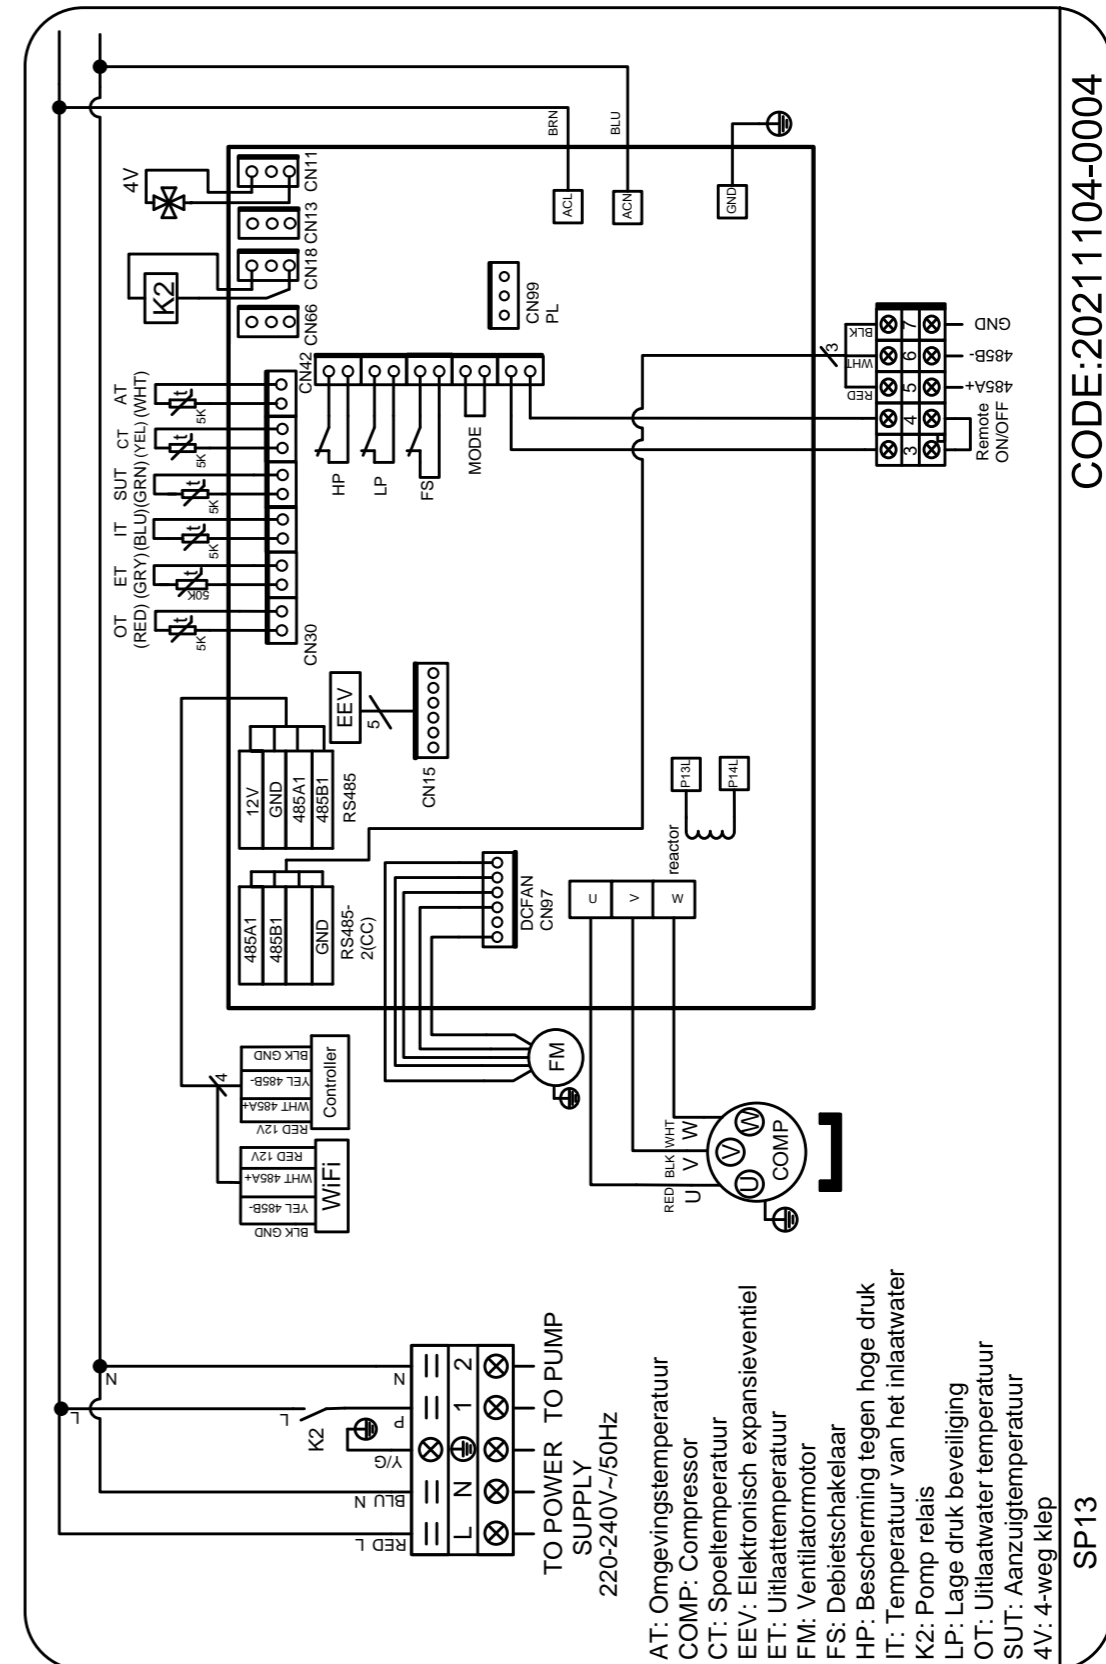 4V
K2
CN11
CN13
CN18
CN66
CN42
AT
(WHT)
5K
CT
(YEL)
5K
SUT
(GRN)
5K
IT
(BLU)
5K
ET
(GRY)
50K
OT
(RED)
5K
CN30
HP
LP
FS
MODE
CN99
PL
BRN
BLU
ACL
ACN
GND
3
BLK
WHT
RED
7
6
5
4
3
GND
485B-
485A+
Remote
ON/OFF
12V
GND
485A1
485B1
RS485
EEV
5
CN15
485A1
485B1
GND
RS485-
2(CC)
DCFAN
CN97
U
V
W
reactor
P13L
P14L
4
BLK GND
YEL 485B-
WHT 485A+
RED 12V
Controller
RED 12V
WHT 485A+
YEL 485B-
BLK GND
WiFi
FM
RED
BLK
WHT
U
V
W
U
V
W
COMP
N
L
L
K2
N
P
Y/G
BLU N
RED L
2
1
N
L
TO POWER
SUPPLY
220-240V~/50Hz
TO PUMP
AT: Omgevingstemperatuur
COMP: Compressor
CT: Spoeltemperatuur
EEV: Elektronisch expansieventiel
ET: Uitlaattemperatuur
FM: Ventilatormotor
FS: Debietschakelaar
HP: Bescherming tegen hoge druk
IT: Temperatuur van het inlaatwater
K2: Pomp relais
LP: Lage druk beveiliging
OT: Uitlaatwater temperatuur
SUT: Aanzuigtemperatuur
4V: 4-weg klep
SP13
CODE:20211104-0004